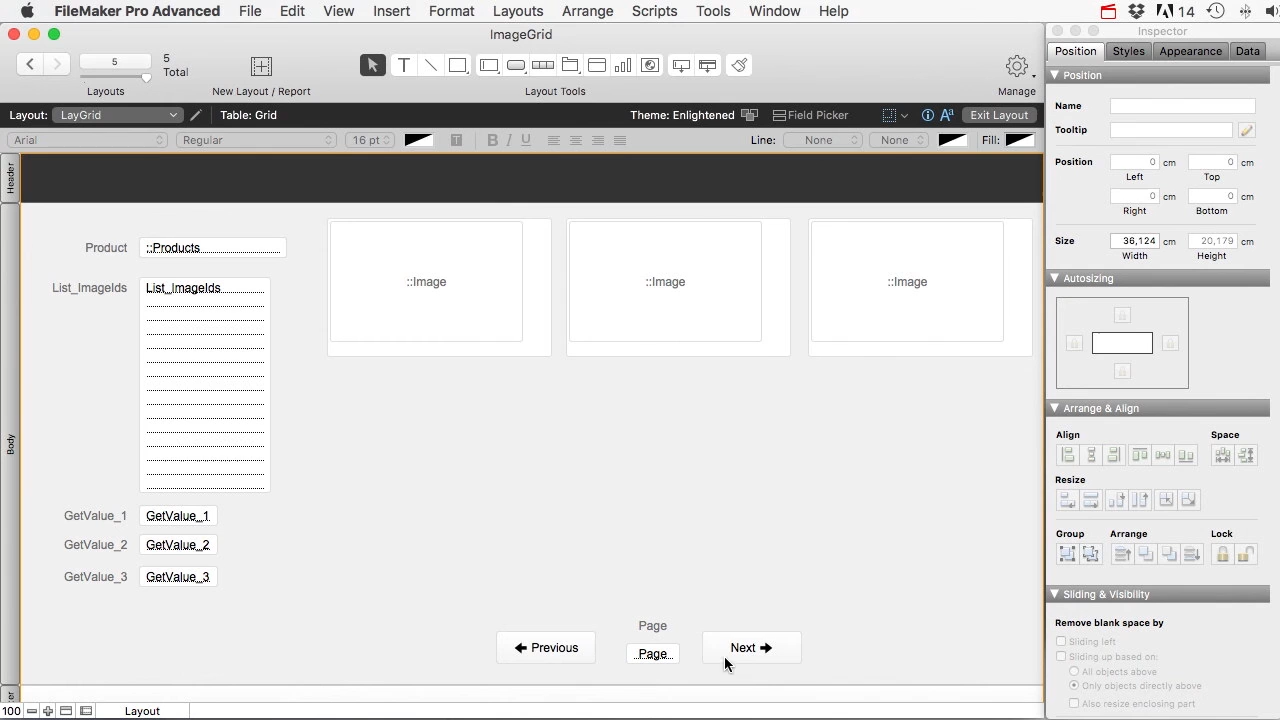 FileMaker Pro Advanced File Edit View Insert Format Layouts Arrange Scripts Tools Window Help 14
ImageGrid
Inspector
5
5
Total
Layouts
New Layout / Report
Layout Tools
Manage
Position Styles Appearance Data
Position
Layout: LayGrid Table: Grid Theme: Enlightened Field Picker Exit Layout
Arial Regular 16 pt B I U Line: None None Fill:
Name
Tooltip
Position 0 cm 0 cm
Left Top
0 cm 0 cm
Right Bottom
Size 36,124 cm 20,179 cm
Width Height
Autosizing
Arrange & Align
Align Space
Resize
Group Arrange Lock
Sliding & Visibility
Remove blank space by
Sliding left
Sliding up based on:
All objects above
Only objects directly above
Also resize enclosing part
Header
Body
Product ::Products
List_ImageIds List_ImageIds
::Image ::Image ::Image
GetValue_1 GetValue_1
GetValue_2 GetValue_2
GetValue_3 GetValue_3
Page
Previous Page Next
100 Layout